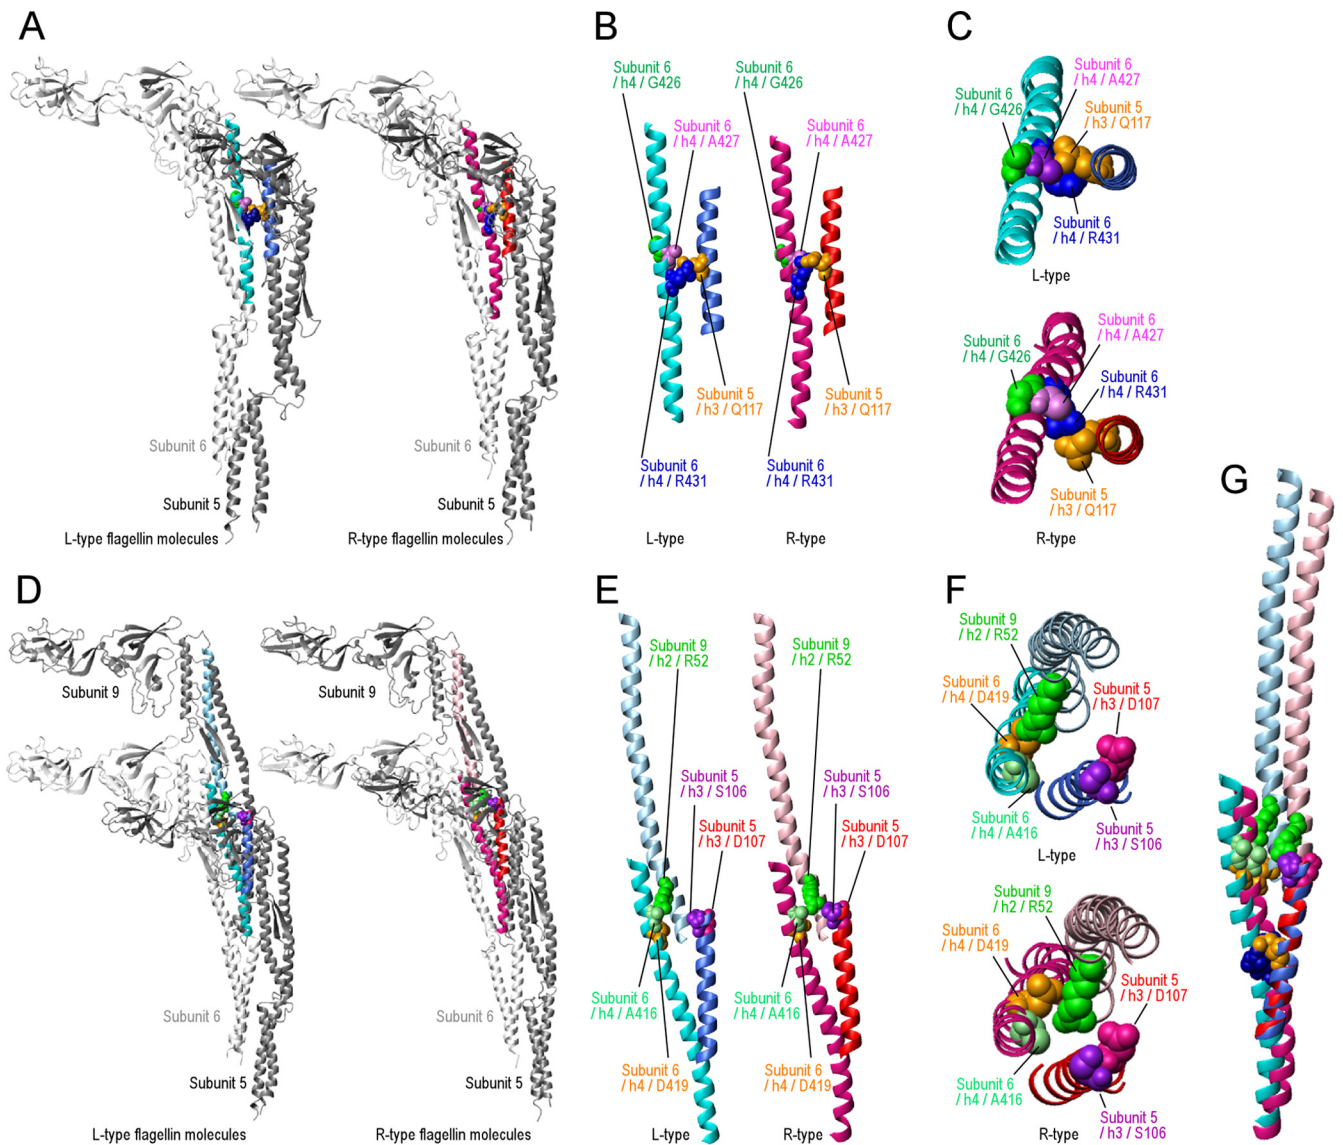 A
Subunit 6
Subunit 5
L-type flagellin molecules
R-type flagellin molecules
Subunit 6
Subunit 5
B
Subunit 6
/ h4 / G426
Subunit 6
/ h4 / G426
Subunit 6
/ h4 / A427
Subunit 6
/ h4 / A427
Subunit 5
/ h3 / Q117
Subunit 5
/ h3 / Q117
Subunit 6
/ h4 / R431
Subunit 6
/ h4 / R431
L-type
R-type
C
Subunit 6
/ h4 / A427
Subunit 6
/ h4 / G426
Subunit 5
/ h3 / Q117
Subunit 6
/ h4 / R431
L-type
Subunit 6
/ h4 / A427
Subunit 6
/ h4 / G426
Subunit 6
/ h4 / R431
Subunit 5
/ h3 / Q117
R-type
D
Subunit 9
Subunit 9
Subunit 6
Subunit 6
Subunit 5
Subunit 5
L-type flagellin molecules
R-type flagellin molecules
E
Subunit 9
/ h2 / R52
Subunit 9
/ h2 / R52
Subunit 5
/ h3 / S106
Subunit 5
/ h3 / S106
Subunit 5
/ h3 / D107
Subunit 5
/ h3 / D107
Subunit 6
/ h4 / A416
Subunit 6
/ h4 / A416
Subunit 6
/ h4 / D419
Subunit 6
/ h4 / D419
L-type
R-type
F
Subunit 9
/ h2 / R52
Subunit 6
/ h4 / D419
Subunit 5
/ h3 / D107
Subunit 6
/ h4 / A416
Subunit 5
/ h3 / S106
L-type
Subunit 9
/ h2 / R52
Subunit 6
/ h4 / D419
Subunit 5
/ h3 / D107
Subunit 6
/ h4 / A416
Subunit 5
/ h3 / S106
R-type
G